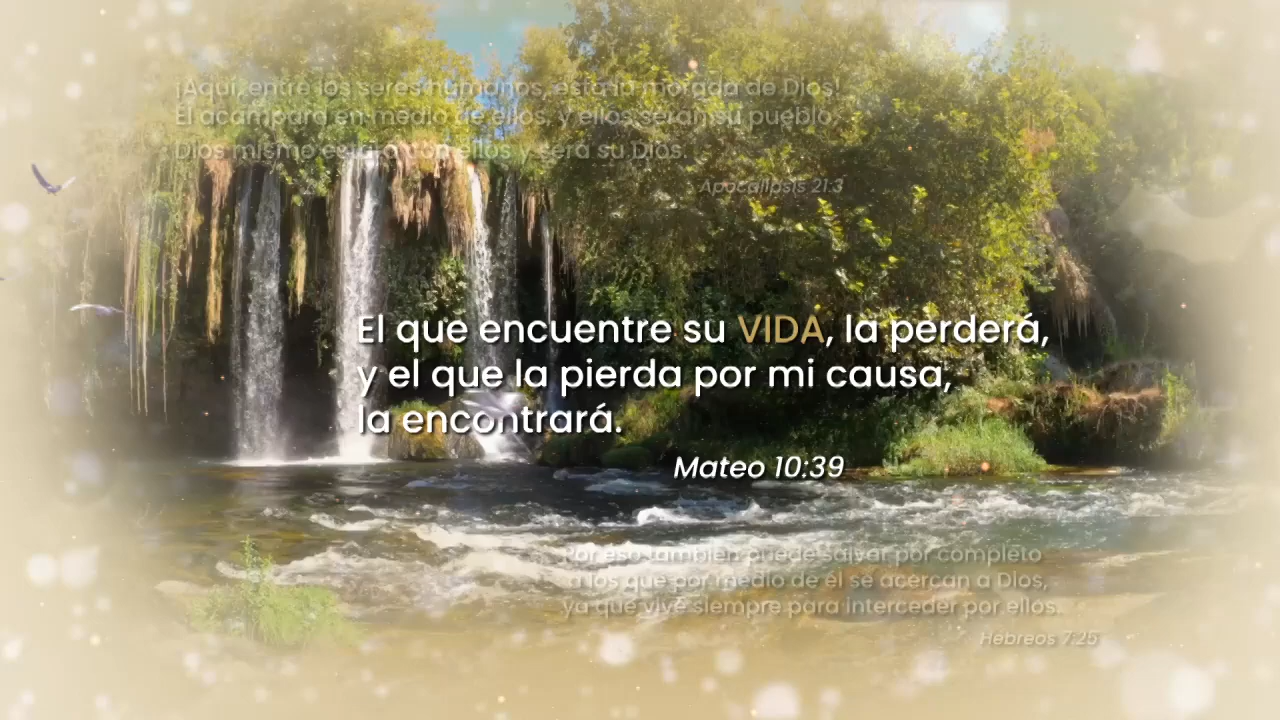 ¡Aquí, entre los seres humanos, está la morada de Dios!
Él acampará en medio de ellos, y ellos serán su pueblo;
Dios mismo estará con ellos y será su Dios.
Apocalipsis 21:3
El que encuentre su VIDA, la perderá,
y el que la pierda por mi causa,
la encontrará.
Mateo 10:39
Por eso también puede salvar por completo
a los que por medio de él se acercan a Dios,
ya que vive siempre para interceder por ellos.
Hebreos 7:25